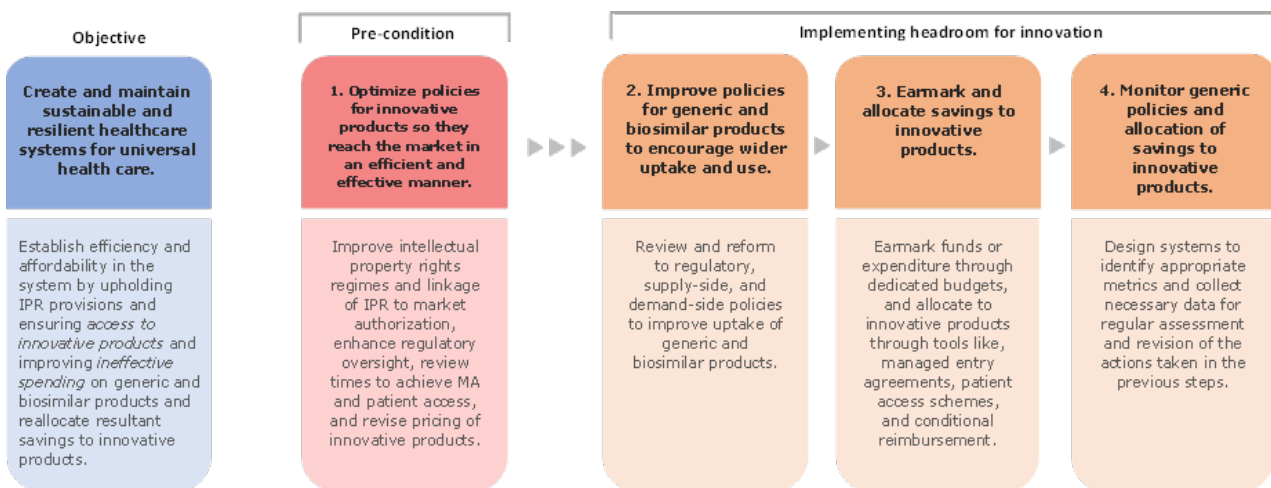 Objective
Create and maintain
sustainable and
resilient healthcare
systems for universal
health care.
Establish efficiency and
affordability in the
system by upholding
IPR provisions and
ensuring access to
innovative products and
improving ineffective
spending on generic and
biosimilar products and
reallocate resultant
savings to innovative
products.
Pre-condition
1. Optimize policies
for innovative
products so they
reach the market in
an efficient and
effective manner.
Improve intellectual
property rights
regimes and linkage
of IPR to market
authorization,
enhance regulatory
oversight, review
times to achieve MA
and patient access,
and revise pricing of
innovative products.
Implementing headroom for innovation
2. Improve policies
for generic and
biosimilar products
to encourage wider
uptake and use.
Review and reform
to regulatory,
supply-side, and
demand-side policies
to improve uptake of
generic and
biosimilar products.
3. Earmark and
allocate savings to
innovative
products.
Earmark funds or
expenditure through
dedicated budgets,
and allocate to
innovative products
through tools like,
managed entry
agreements, patient
access schemes,
and conditional
reimbursement.
4. Monitor generic
policies and
allocation of
savings to
innovative
products.
Design systems to
identify appropriate
metrics and collect
necessary data for
regular assessment
and revision of the
actions taken in the
previous steps.